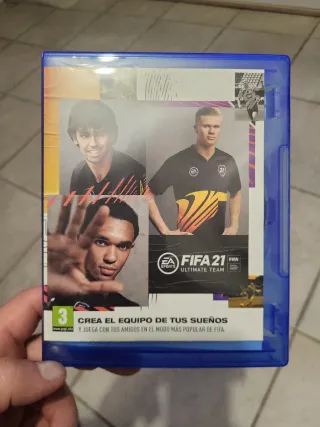 EA
SPORTS
FIFA 21
ULTIMATE TEAM
3
CREA EL EQUIPO DE TUS SUEÑOS
Y JUEGA CON TUS AMIGOS EN EL MODO MÁS POPULAR DE FIFA.